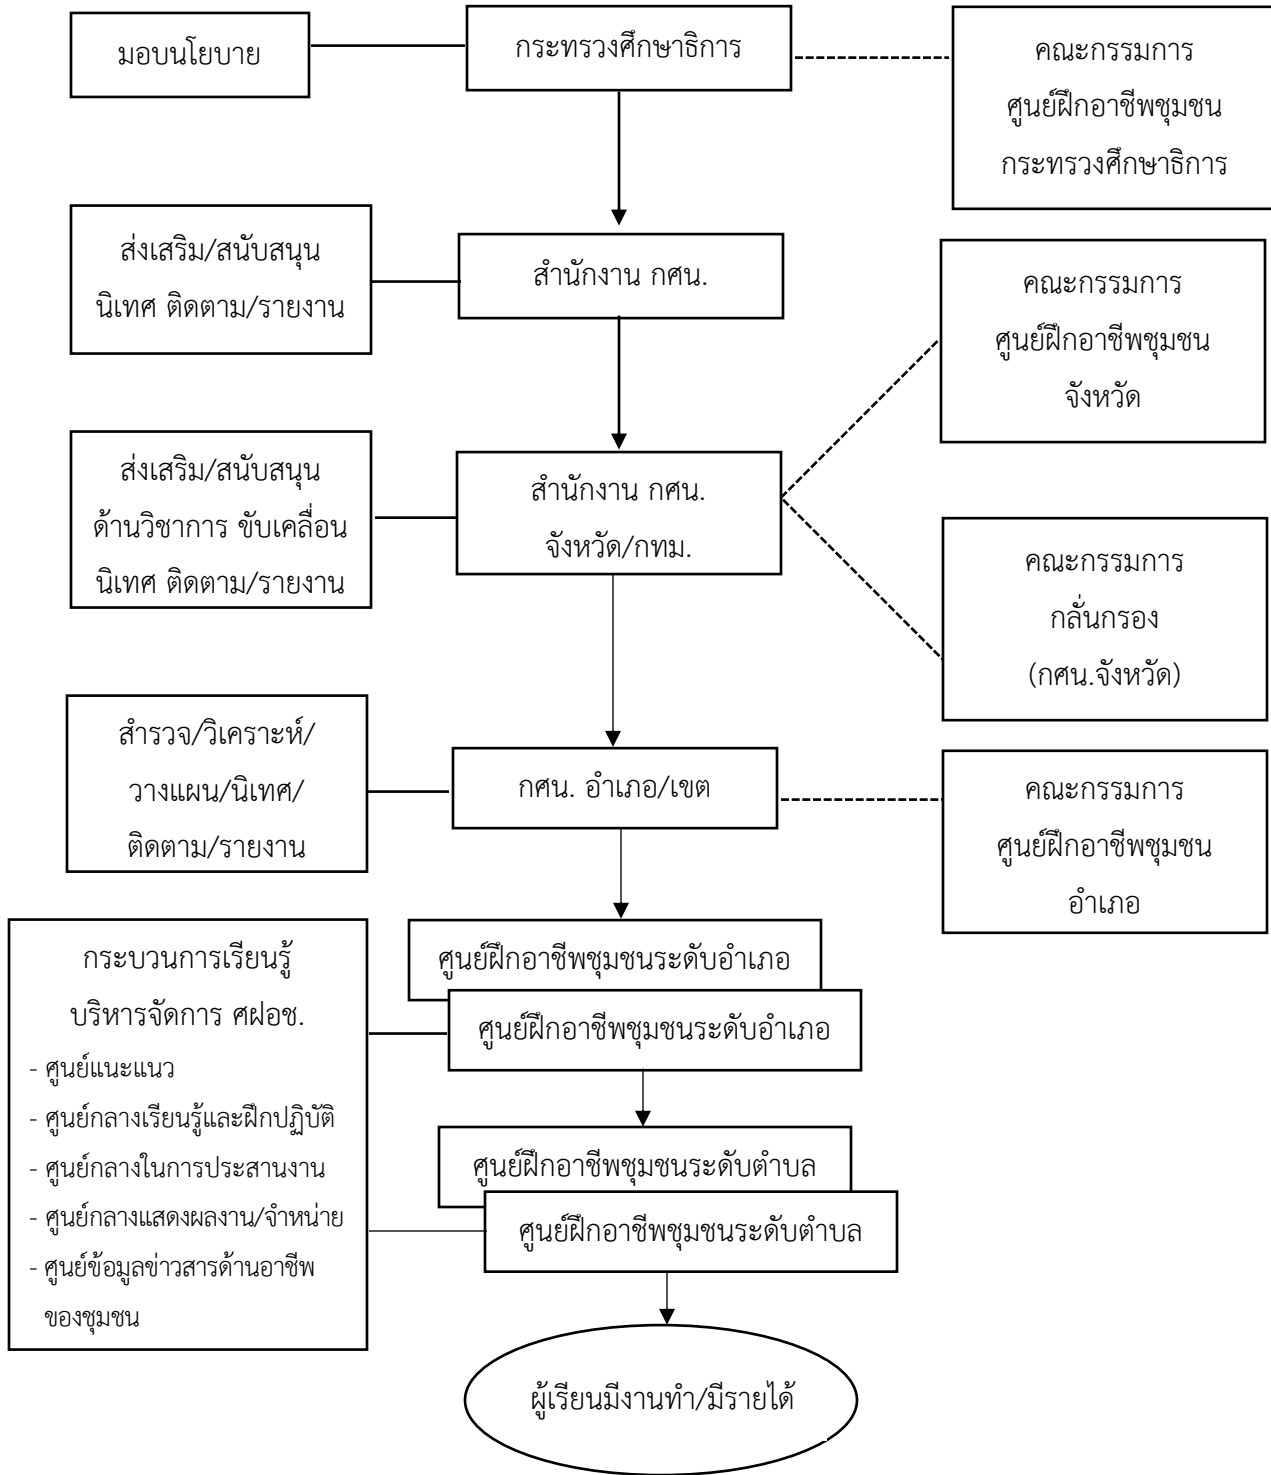 มอบนโยบาย
กระทรวงศึกษาธิการ
คณะกรรมการ
ศูนย์ฝึกอาชีพชุมชน
กระทรวงศึกษาธิการ
ส่งเสริม/สนับสนุน
นิเทศ ติดตาม/รายงาน
สำนักงาน กศน.
คณะกรรมการ
ศูนย์ฝึกอาชีพชุมชน
จังหวัด
ส่งเสริม/สนับสนุน
ด้านวิชาการ ขับเคลื่อน
นิเทศ ติดตาม/รายงาน
สำนักงาน กศน.
จังหวัด/กทม.
คณะกรรมการ
กลั่นกรอง
(กศน.จังหวัด)
สำรวจ/วิเคราะห์/
วางแผน/นิเทศ/
ติดตาม/รายงาน
กศน. อำเภอ/เขต
คณะกรรมการ
ศูนย์ฝึกอาชีพชุมชน
อำเภอ
กระบวนการเรียนรู้
บริหารจัดการ ศฝอช.
- ศูนย์แนะแนว
- ศูนย์กลางเรียนรู้และฝึกปฏิบัติ
- ศูนย์กลางในการประสานงาน
- ศูนย์กลางแสดงผลงาน/จำหน่าย
- ศูนย์ข้อมูลข่าวสารด้านอาชีพ
ของชุมชน
ศูนย์ฝึกอาชีพชุมชนระดับอำเภอ
ศูนย์ฝึกอาชีพชุมชนระดับอำเภอ
ศูนย์ฝึกอาชีพชุมชนระดับตำบล
ศูนย์ฝึกอาชีพชุมชนระดับตำบล
ผู้เรียนมีงานทำ/มีรายได้